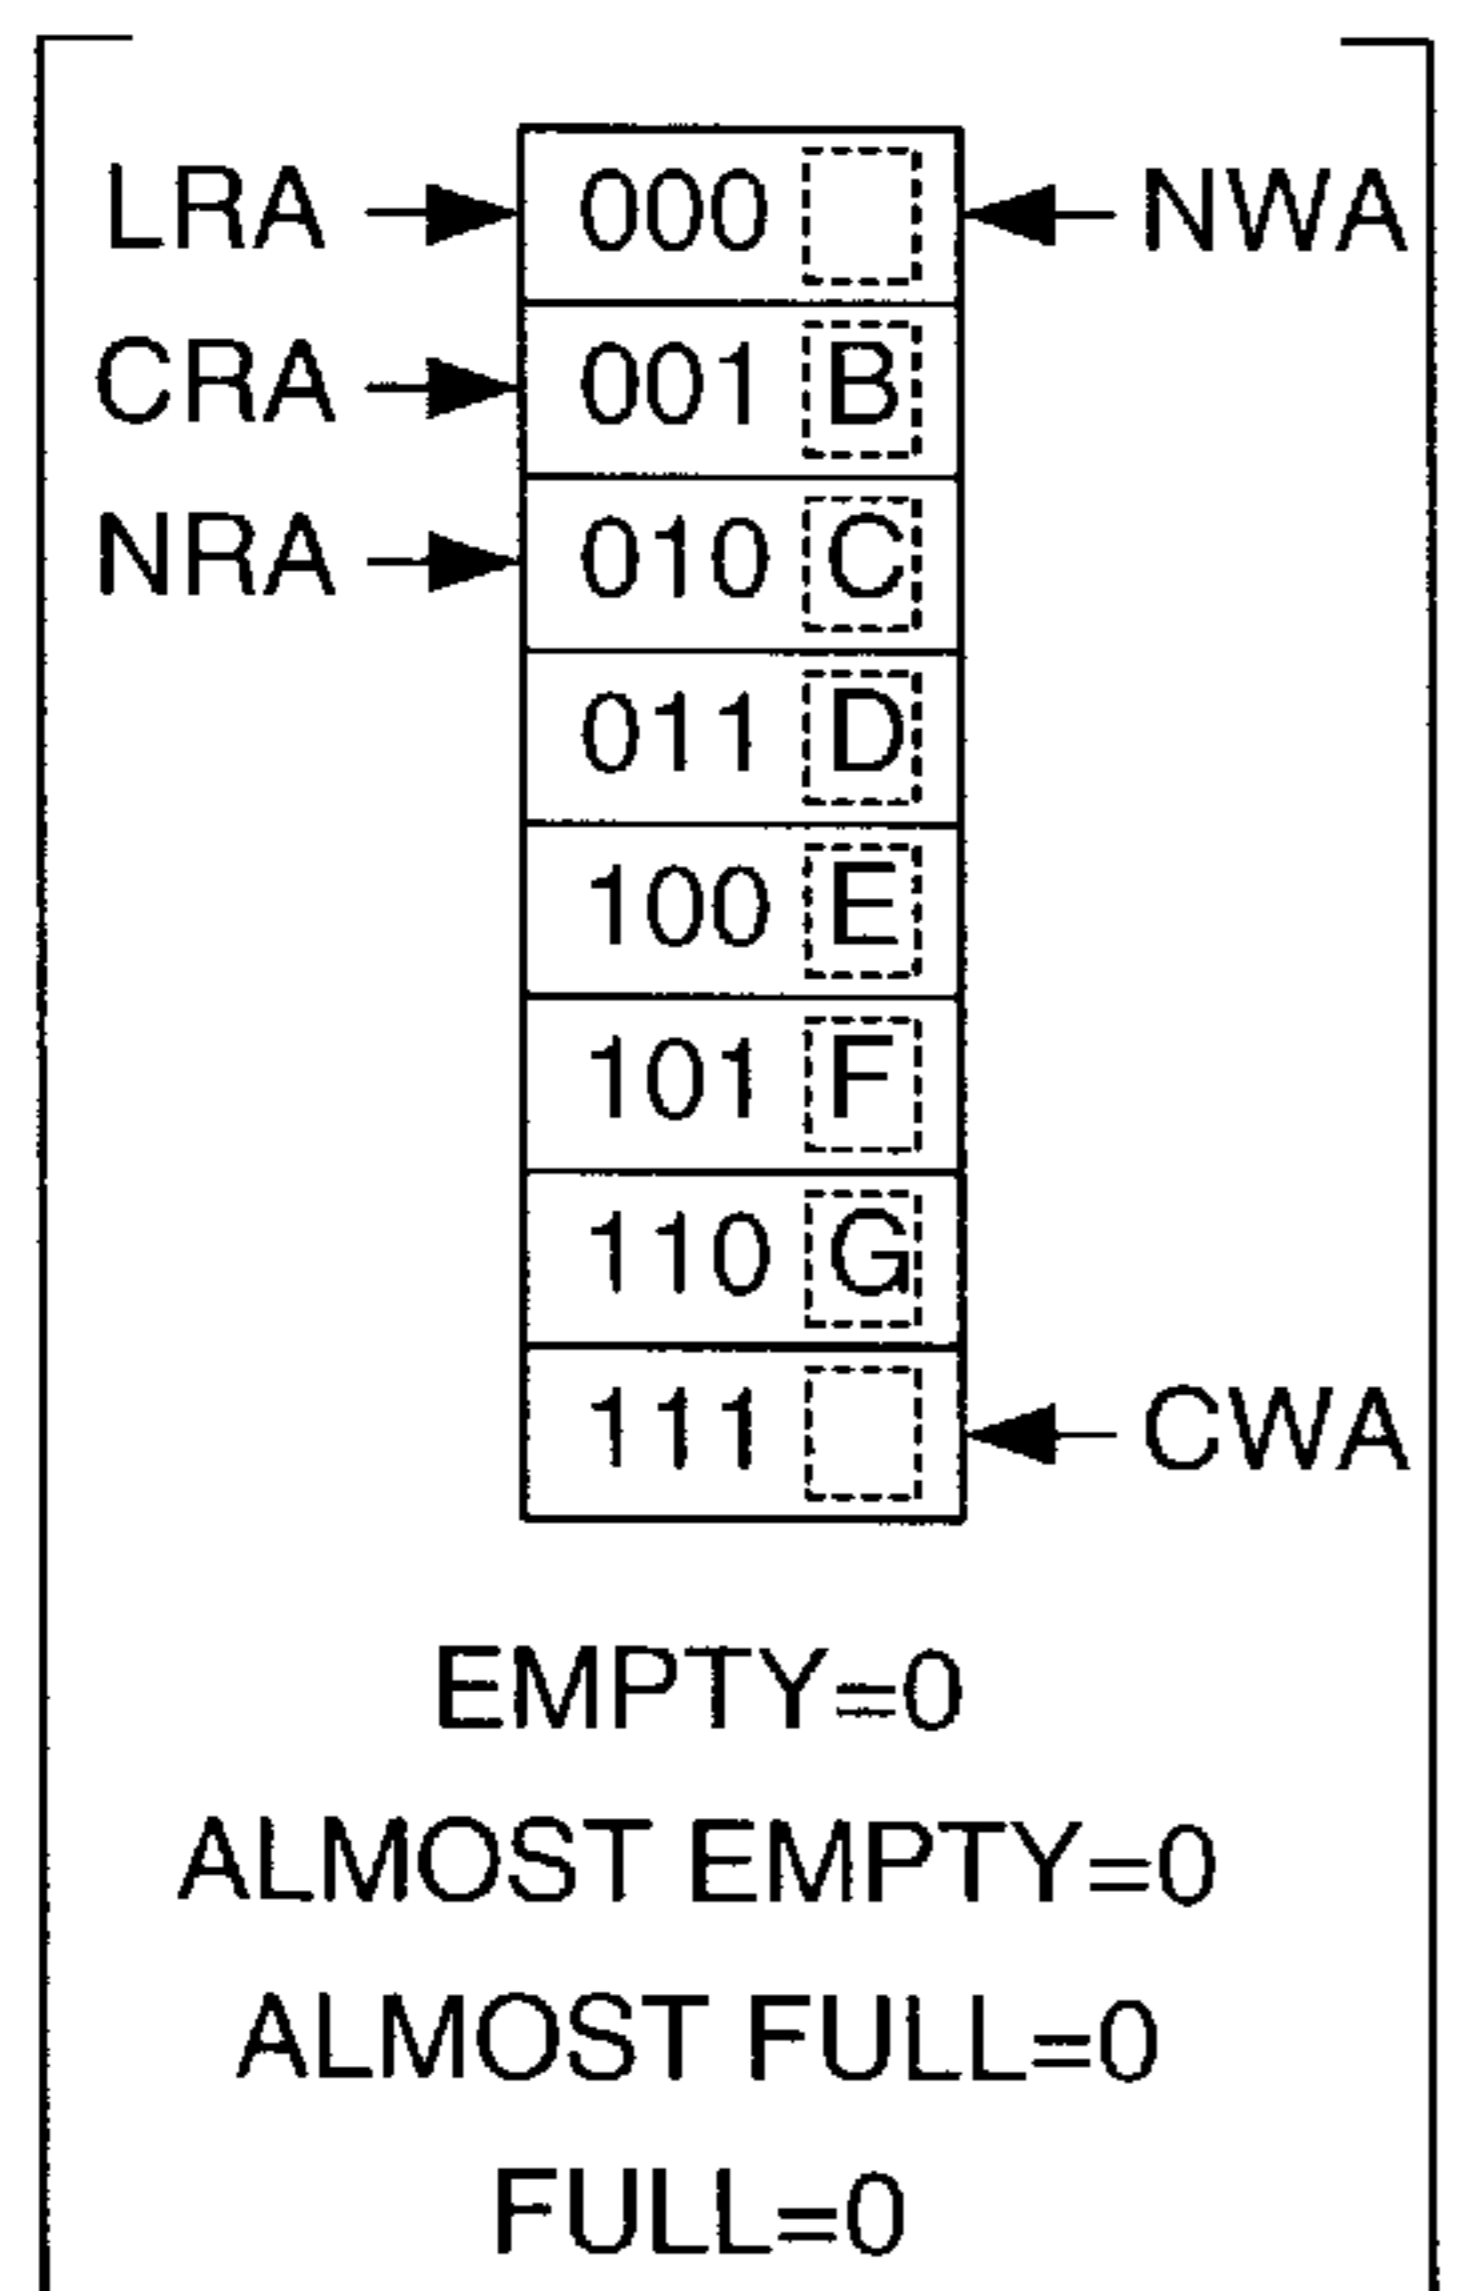 LRA 000 NWA
CRA 001 B
NRA 010 C
011 D
100 E
101 F
110 G
111 CWA
EMPTY=0
ALMOST EMPTY=0
ALMOST FULL=0
FULL=0